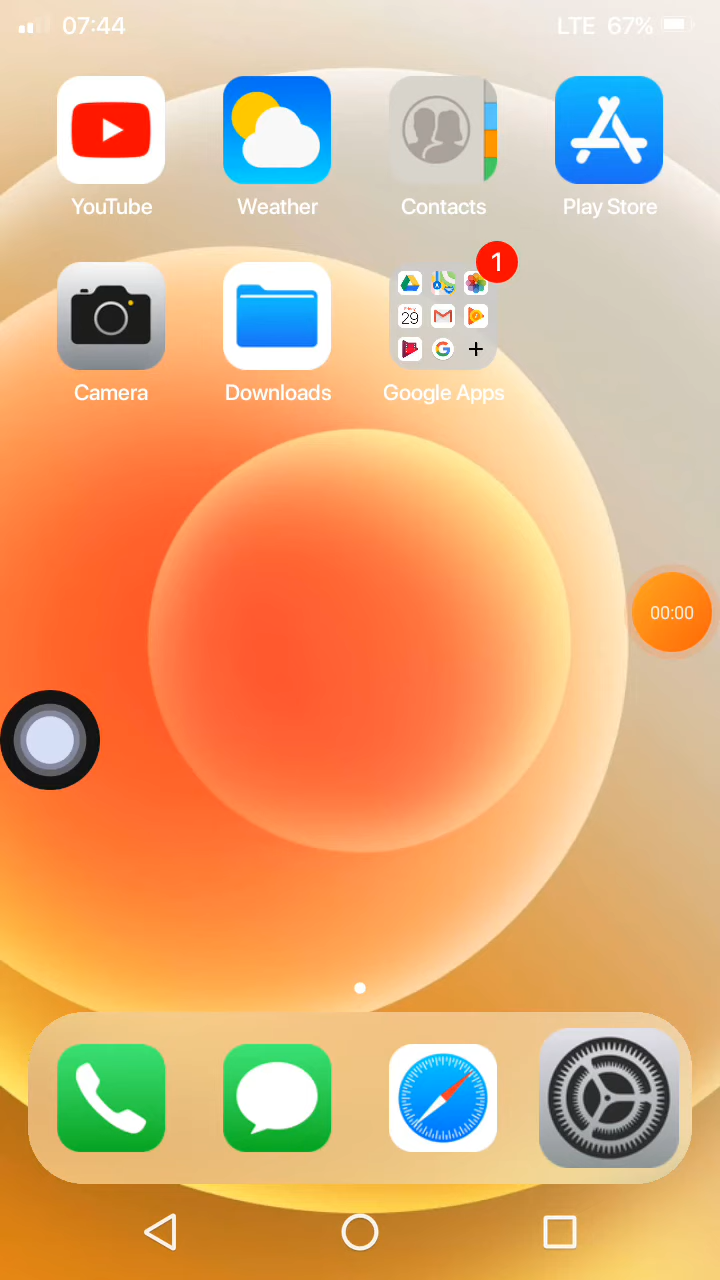 07:44 LTE 67%
YouTube Weather Contacts Play Store
1
29
Camera Downloads Google Apps
00:00